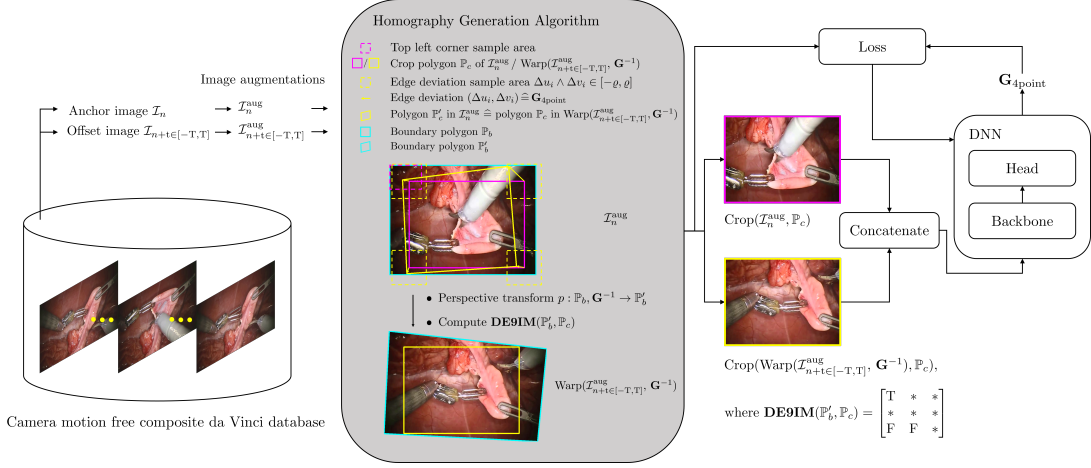 Homography Generation Algorithm
Top left corner sample area
/ Crop polygon ℙ_c of 𝓘_n^aug / Warp(𝓘_{n+t∈[−T,T]}^aug, G^{−1})
Edge deviation sample area Δu_i ∧ Δv_i ∈ [−ϱ, ϱ]
Edge deviation (Δu_i, Δv_i) ≙ G_4point
Polygon ℙ′_c in 𝓘_n^aug ≙ polygon ℙ_c in Warp(𝓘_{n+t∈[−T,T]}^aug, G^{−1})
Boundary polygon ℙ_b
Boundary polygon ℙ′_b
Image augmentations
Anchor image 𝓘_n
𝓘_n^aug
Offset image 𝓘_{n+t∈[−T,T]}
𝓘_{n+t∈[−T,T]}^aug
Camera motion free composite da Vinci database
𝓘_n^aug
• Perspective transform p : ℙ_b, G^{−1} → ℙ′_b
• Compute DE9IM(ℙ′_b, ℙ_c)
Warp(𝓘_{n+t∈[−T,T]}^aug, G^{−1})
Crop(𝓘_n^aug, ℙ_c)
Crop(Warp(𝓘_{n+t∈[−T,T]}^aug, G^{−1}), ℙ_c),
where DE9IM(ℙ′_b, ℙ_c) =
T ∗ ∗
∗ ∗ ∗
F F ∗
Loss
G_4point
DNN
Head
Backbone
Concatenate